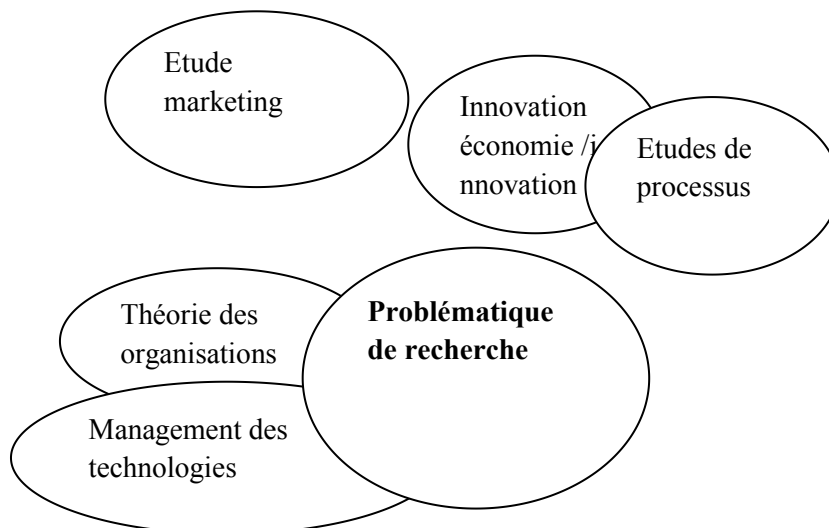 Etude
marketing
Innovation
économie /i
nnovation
Etudes de
processus
Théorie des
organisations
Problématique
de recherche
Management des
technologies